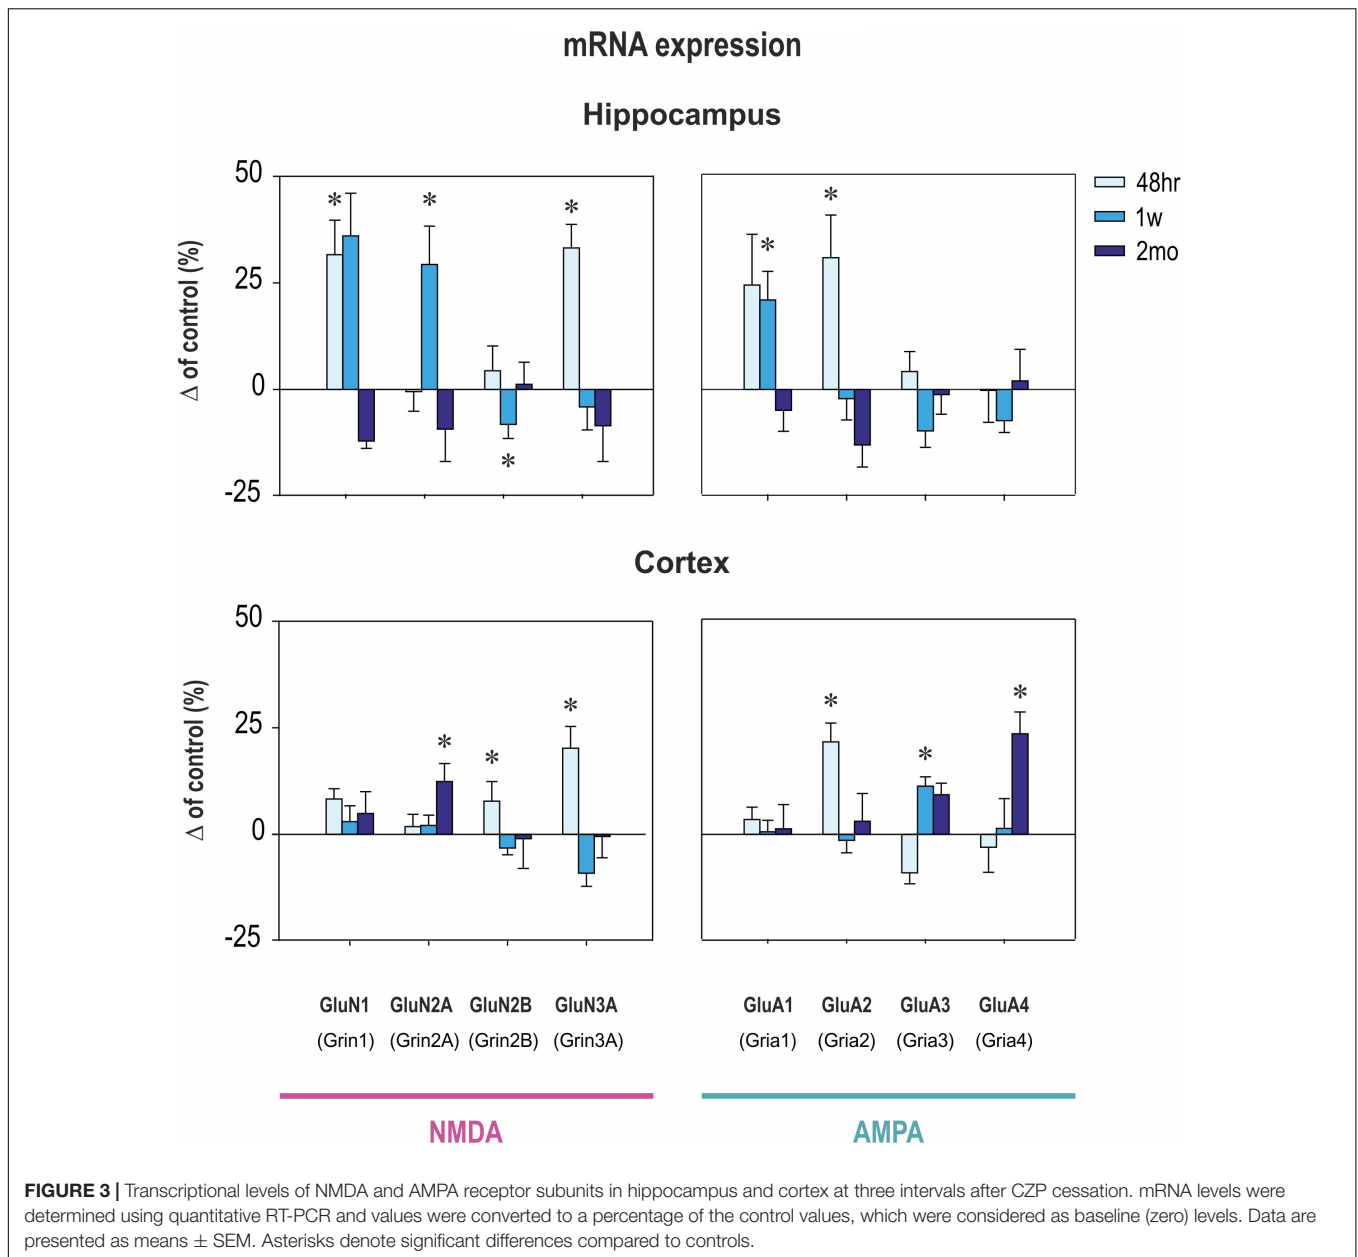 mRNA expression
Hippocampus
50
25
0
-25
Δ of control (%)
* * * *
* *
48hr
1w
2mo
Cortex
50
25
0
-25
Δ of control (%)
* * *
* * *
GluN1 GluN2A GluN2B GluN3A GluA1 GluA2 GluA3 GluA4
(Grin1) (Grin2A) (Grin2B) (Grin3A) (Gria1) (Gria2) (Gria3) (Gria4)
NMDA AMPA
FIGURE 3 | Transcriptional levels of NMDA and AMPA receptor subunits in hippocampus and cortex at three intervals after CZP cessation. mRNA levels were
determined using quantitative RT-PCR and values were converted to a percentage of the control values, which were considered as baseline (zero) levels. Data are
presented as means ± SEM. Asterisks denote significant differences compared to controls.